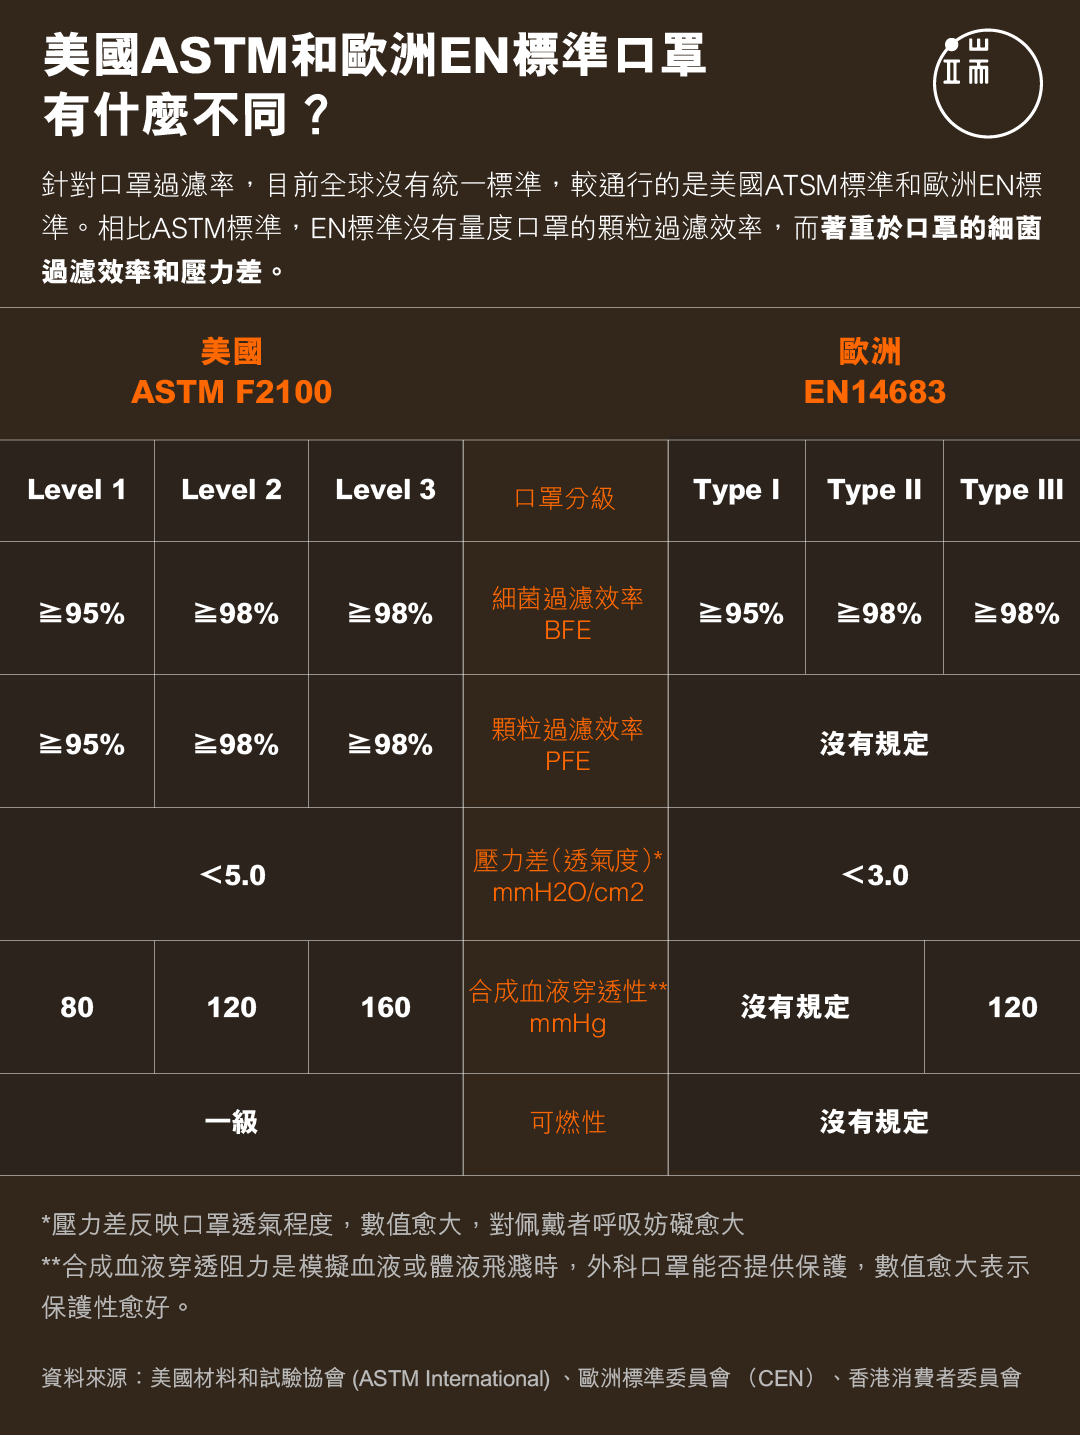 美國ASTM和歐洲EN標準口罩
有什麼不同？
端
針對口罩過濾率，目前全球沒有統一標準，較通行的是美國ATSM標準和歐洲EN標
準。相比ASTM標準，EN標準沒有量度口罩的顆粒過濾效率，而著重於口罩的細菌
過濾效率和壓力差。
美國 歐洲
ASTM F2100 EN14683
Level 1 Level 2 Level 3 口罩分級 Type I Type II Type III
細菌過濾效率
≧95% ≧98% ≧98% BFE ≧95% ≧98% ≧98%
顆粒過濾效率
≧95% ≧98% ≧98% PFE 沒有規定
壓力差（透氣度）*
＜5.0 mmH2O/cm2 ＜3.0
合成血液穿透性**
80 120 160 mmHg 沒有規定 120
一級 可燃性 沒有規定
*壓力差反映口罩透氣程度，數值愈大，對佩戴者呼吸妨礙愈大
**合成血液穿透阻力是模擬血液或體液飛濺時，外科口罩能否提供保護，數值愈大表示
保護性愈好。
資料來源：美國材料和試驗協會 (ASTM International) 、歐洲標準委員會 （CEN）、香港消費者委員會